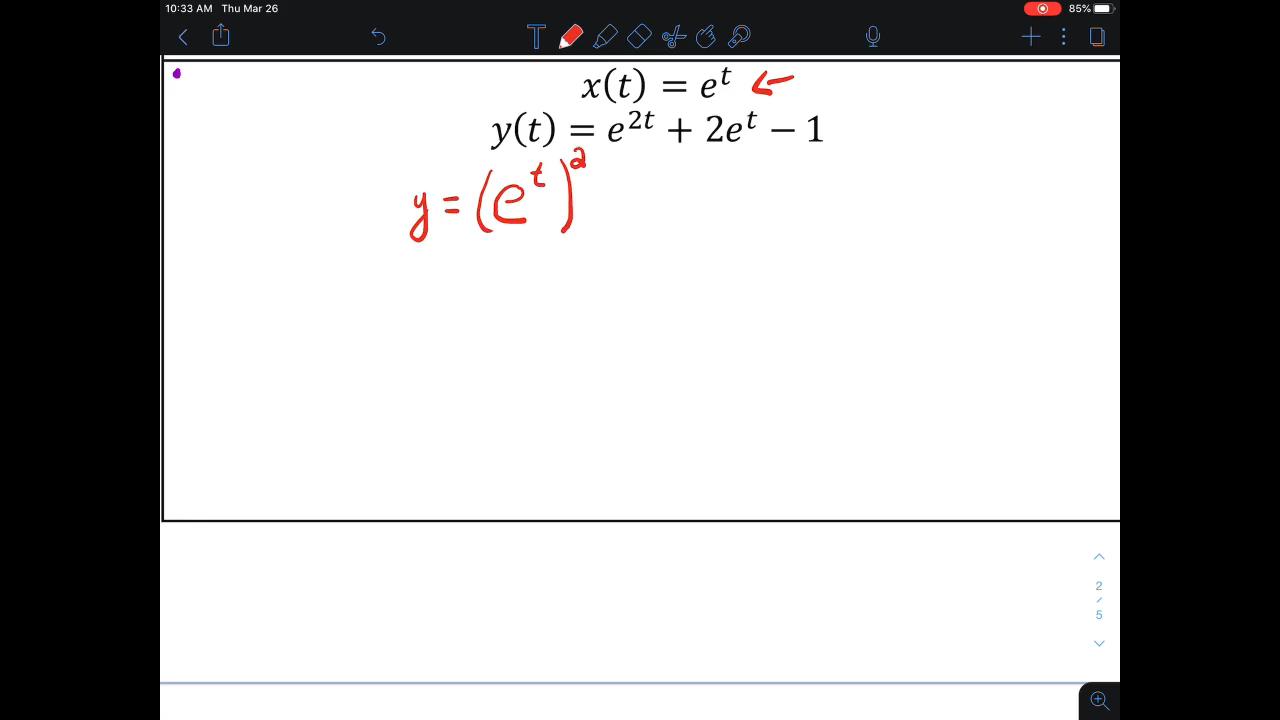 10:33 AM Thu Mar 26
85%
T
x(t) = e^t
y(t) = e^{2t} + 2e^t − 1
y = (e^t)^2
2
5